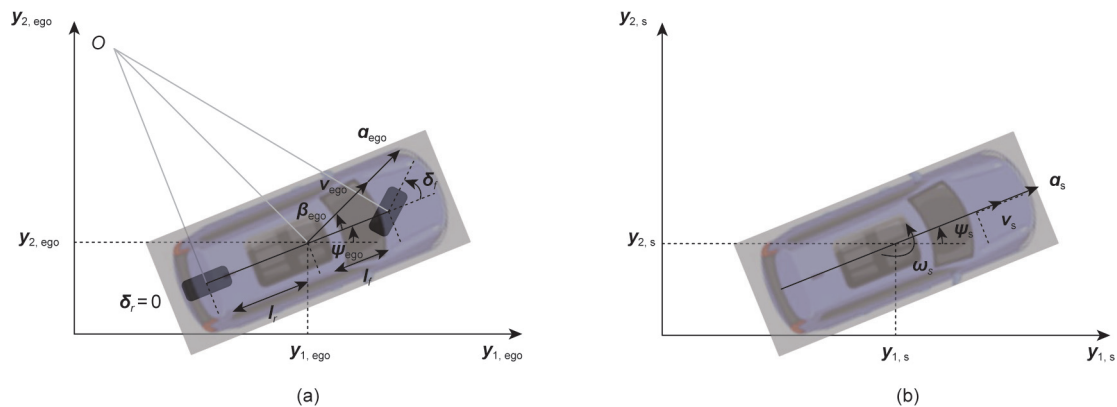 y2, ego
O
aego
vego
δf
βego
y2, ego
ψego
lf
δr = 0
lr
y1, ego
y1, ego
(a)
y2, s
as
ψs
vs
y2, s
ωs
y1, s
y1, s
(b)